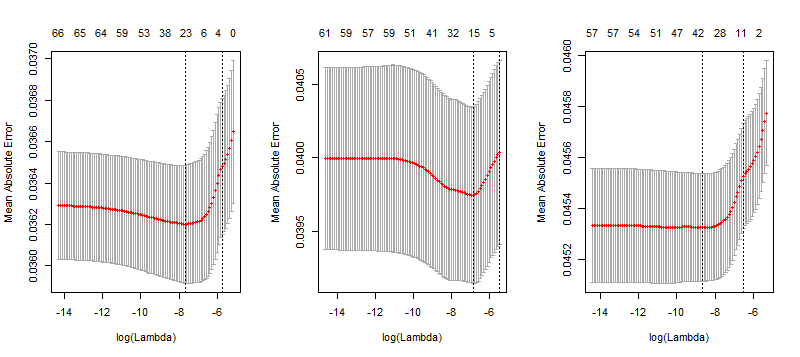 66 65 64 59 53 38 23 6 4 0
Mean Absolute Error
0.0370
0.0368
0.0366
0.0364
0.0362
0.0360
-14 -12 -10 -8 -6
log(Lambda)
61 59 57 58 51 41 32 15 5
Mean Absolute Error
0.0405
0.0400
0.0395
-14 -12 -10 -8 -6
log(Lambda)
57 57 54 51 47 42 28 11 2
Mean Absolute Error
0.0460
0.0458
0.0456
0.0454
0.0452
-14 -12 -10 -8 -6
log(Lambda)